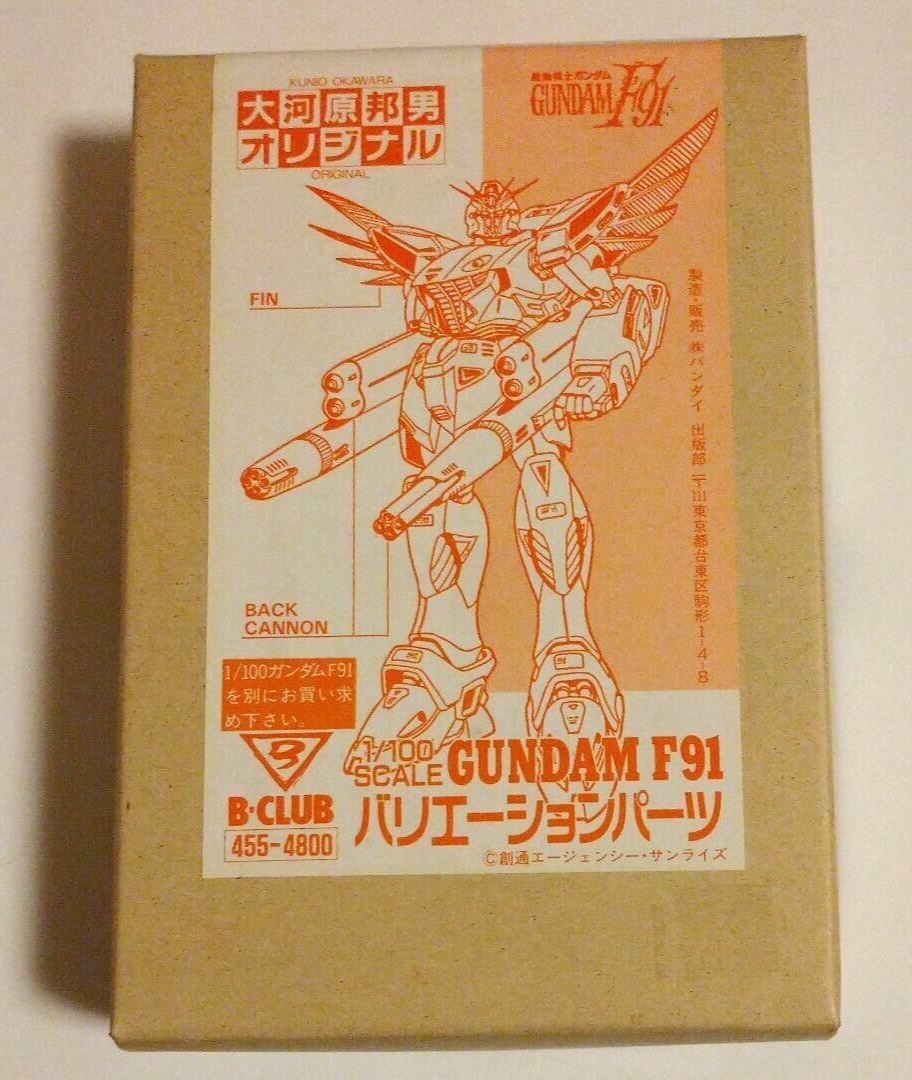 KUNIO OKAWARA
大河原邦男
オリジナル
ORIGINAL
機動戦士ガンダム
GUNDAM F91
FIN
製造・販売 ㈱バンダイ 出版部 〒111東京都台東区駒形1-4-8
BACK
CANNON
1/100ガンダムF91
を別にお買い求
め下さい。
B-CLUB
455-4800
1/100
SCALE GUNDAM F91
バリエーションパーツ
©創通エージェンシー・サンライズ